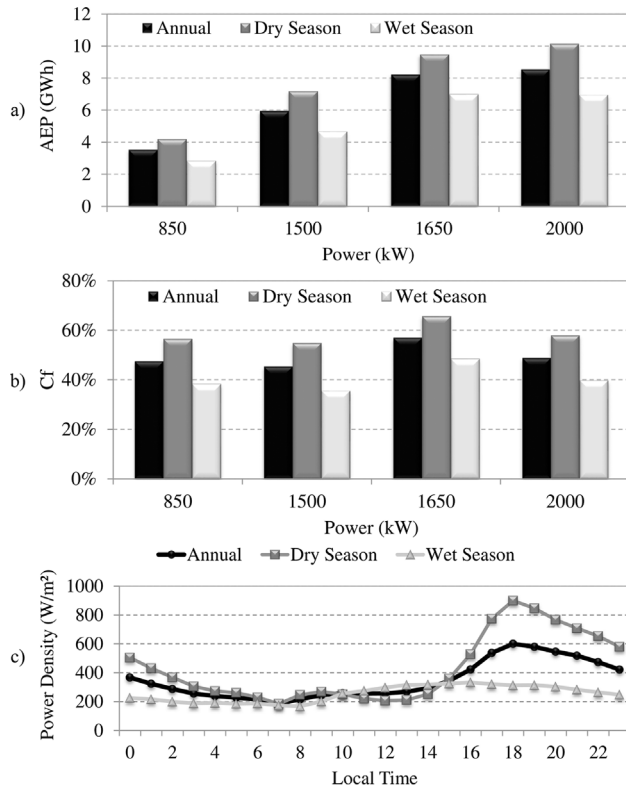 12
10
8
6
4
2
0
AEP (GWh)
a)
Annual Dry Season Wet Season
850 1500 1650 2000
Power (kW)
80%
60%
40%
20%
0%
Cf
b)
Annual Dry Season Wet Season
850 1500 1650 2000
Power (kW)
Annual Dry Season Wet Season
1000
800
600
400
200
0
Power Density (W/m²)
c)
0 2 4 6 8 10 12 14 16 18 20 22
Local Time